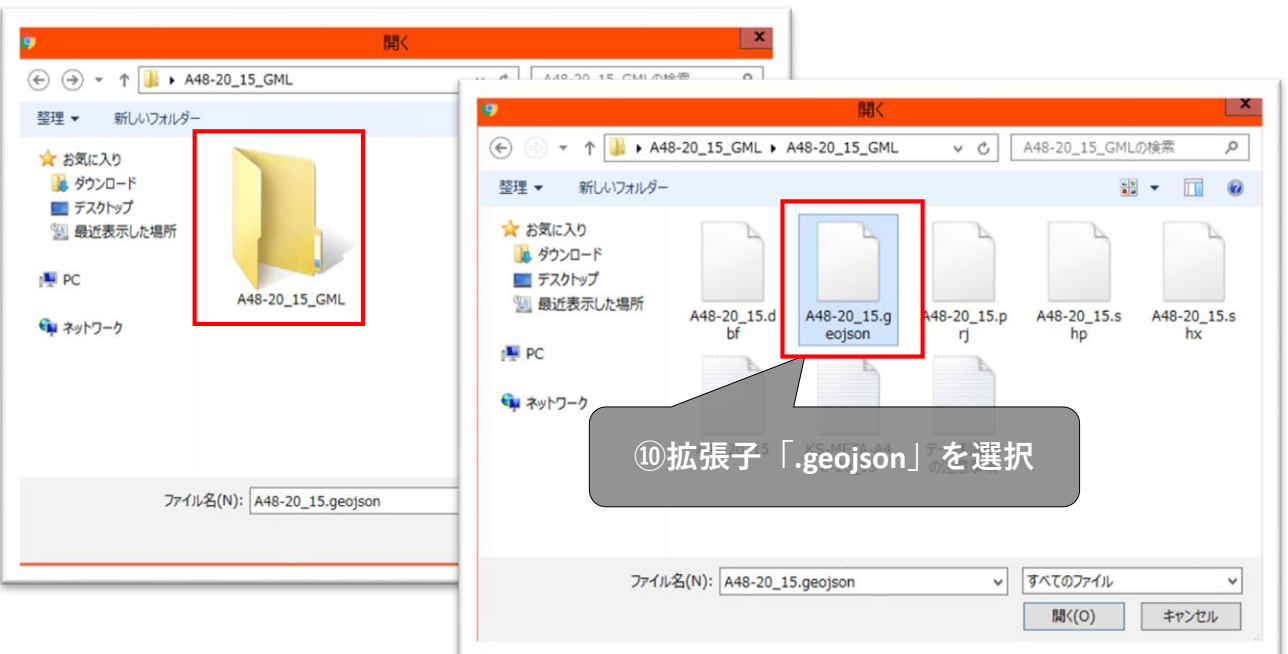 開く
x
A48-20_15_GML
A48-20_15_GMLの検索
整理 新しいフォルダー
お気に入り
ダウンロード
デスクトップ
最近表示した場所
PC
ネットワーク
A48-20_15_GML
ファイル名(N): A48-20_15.geojson
開く
x
A48-20_15_GML A48-20_15_GML
A48-20_15_GMLの検索
整理 新しいフォルダー
お気に入り
ダウンロード
デスクトップ
最近表示した場所
PC
ネットワーク
A48-20_15.d
bf
A48-20_15.g
eojson
A48-20_15.p
rj
A48-20_15.s
hp
A48-20_15.s
hx
⑩拡張子「.geojson」を選択
ファイル名(N): A48-20_15.geojson すべてのファイル
開く(O) キャンセル